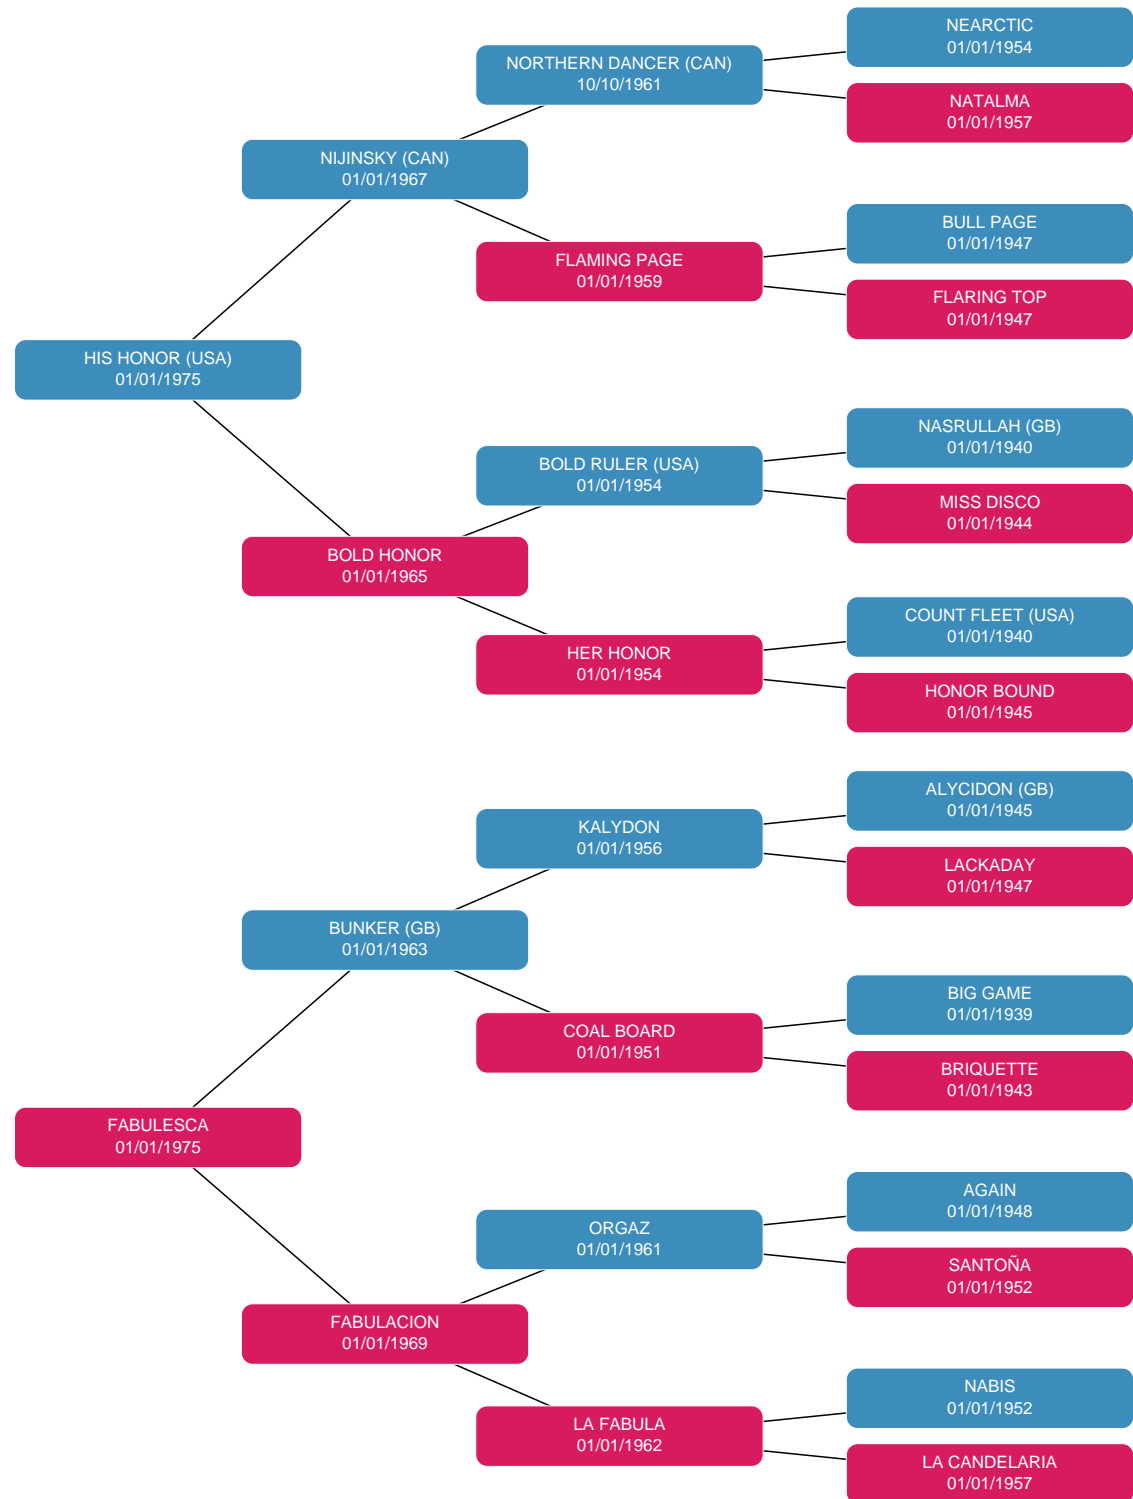 NEARCTIC
01/01/1954
NORTHERN DANCER (CAN)
10/10/1961
NATALMA
01/01/1957
NIJINSKY (CAN)
01/01/1967
BULL PAGE
01/01/1947
FLAMING PAGE
01/01/1959
FLARING TOP
01/01/1947
HIS HONOR (USA)
01/01/1975
NASRULLAH (GB)
01/01/1940
BOLD RULER (USA)
01/01/1954
MISS DISCO
01/01/1944
BOLD HONOR
01/01/1965
COUNT FLEET (USA)
01/01/1940
HER HONOR
01/01/1954
HONOR BOUND
01/01/1945
ALYCIDON (GB)
01/01/1945
KALYDON
01/01/1956
LACKADAY
01/01/1947
BUNKER (GB)
01/01/1963
BIG GAME
01/01/1939
COAL BOARD
01/01/1951
BRIQUETTE
01/01/1943
FABULESCA
01/01/1975
AGAIN
01/01/1948
ORGAZ
01/01/1961
SANTOÑA
01/01/1952
FABULACION
01/01/1969
NABIS
01/01/1952
LA FABULA
01/01/1962
LA CANDELARIA
01/01/1957